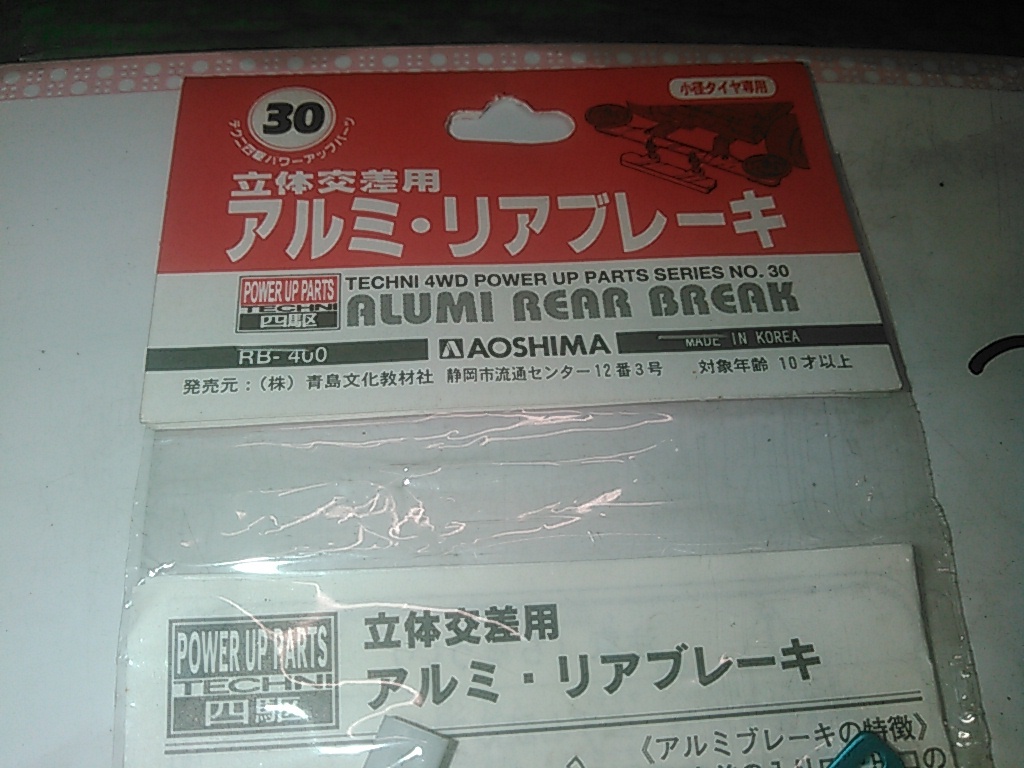 30
テクニ四駆パワーアップパーツ
小径タイヤ専用
立体交差用
アルミ・リアブレーキ
POWER UP PARTS
TECHNI
四駆
TECHNI 4WD POWER UP PARTS SERIES NO. 30
ALUMI REAR BREAK
RB-400
AOSHIMA
MADE IN KOREA
発売元:(株)青島文化教材社 静岡市流通センター12番3号 対象年齢 10才以上
POWER UP PARTS
TECHNI
四駆
立体交差用
アルミ・リアブレーキ
《アルミブレーキの特徴》